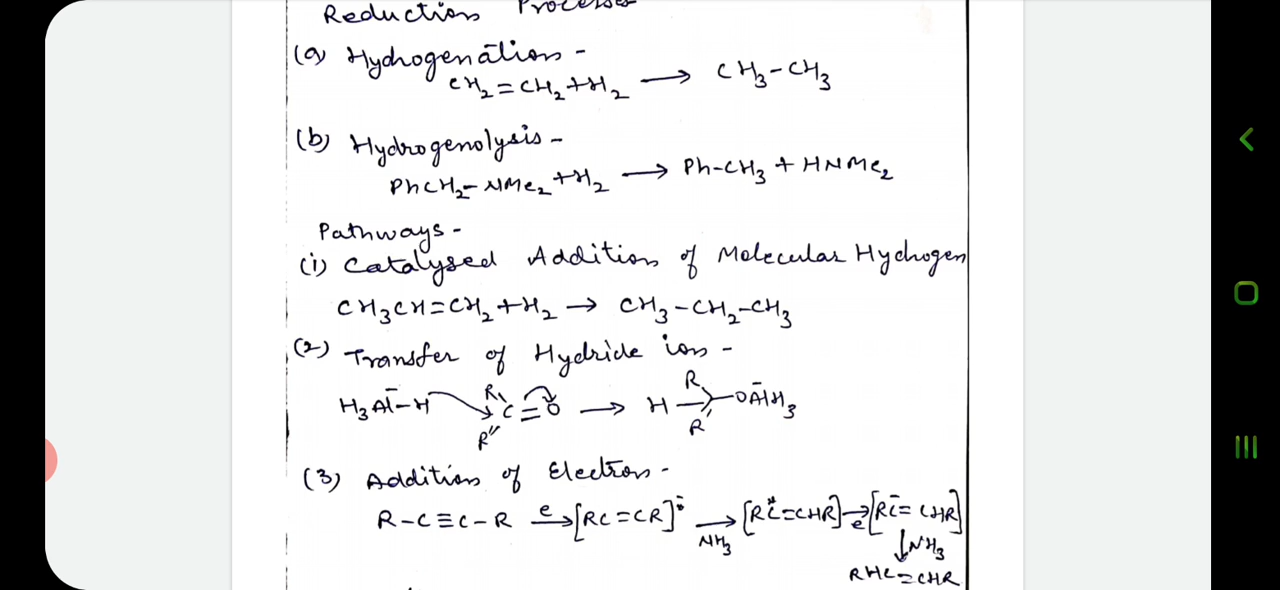 Reduction Processes
(a) Hydrogenation -
CH₂=CH₂+H₂ ⟶ CH₃-CH₃
(b) Hydrogenolysis -
PhCH₂-NMe₂+H₂ ⟶ Ph-CH₃ + HNMe₂
Pathways -
(i) Catalysed Addition of Molecular Hydrogen
CH₃CH=CH₂+H₂ → CH₃-CH₂-CH₃
(2) Transfer of Hydride ion -
H₃Al̄-H R' R'' C=O ⟶ H R R' OĀlH₃
(3) Addition of Electron -
R-C≡C-R e→ [RC=CR]•̄ →NH₃ [RĊ=CHR] →e [RC̄=CHR]
↓NH₃
RHC=CHR